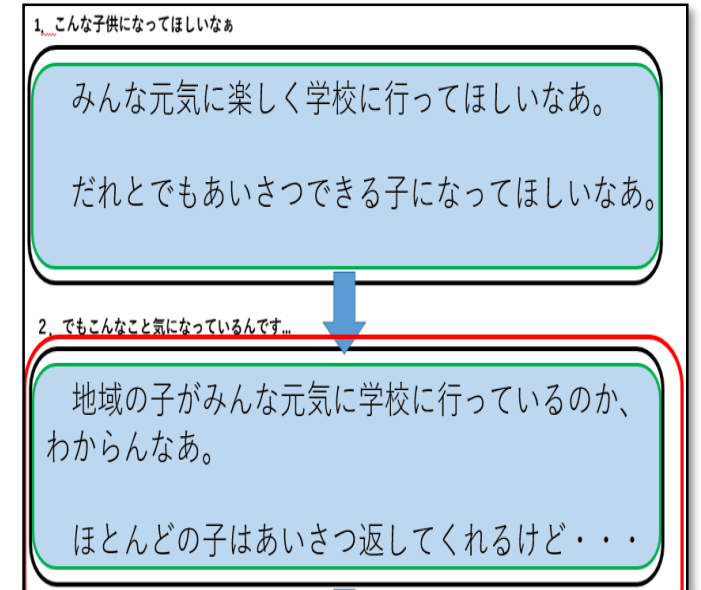 1, こんな子供になってほしいなぁ
みんな元気に楽しく学校に行ってほしいなあ。
だれとでもあいさつできる子になってほしいなあ。
2．でもこんなこと気になっているんです…
地域の子がみんな元気に学校に行っているのか、
わからんなあ。
ほとんどの子はあいさつ返してくれるけど・・・